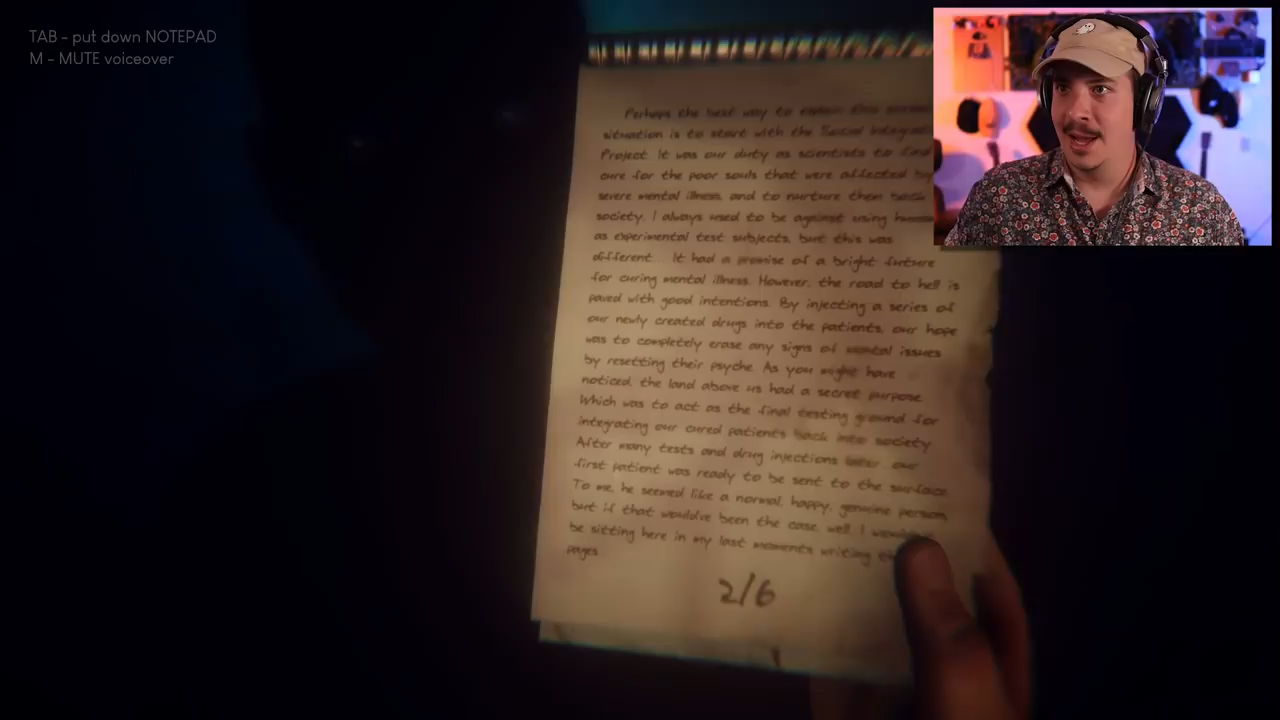 TAB - put down NOTEPAD
M - MUTE voiceover
Perhaps the best way to explain this
situation is to start with the Social
Project. It was our duty as scientists to find
cure for the poor souls that were affected by
severe mental illness, and to nurture them back
society. I always used to be against using human
as experimental test subjects, but this was
different... It had a promise of a bright future
for curing mental illness. However, the road to hell is
paved with good intentions. By injecting a series of
our newly created drugs into the patients, our hope
was to completely erase any signs of mental issues
by resetting their psyche. As you might have
noticed, the land above us had a secret purpose
Which was to act as the final testing ground for
integrating our cured patients back into society
After many tests and drug injections later, our
first patient was ready to be sent to the surface
To me, he seemed like a normal, happy, genuine person,
but if that would've been the case, well, I
be sitting here in my last moments writing
pages
2/6